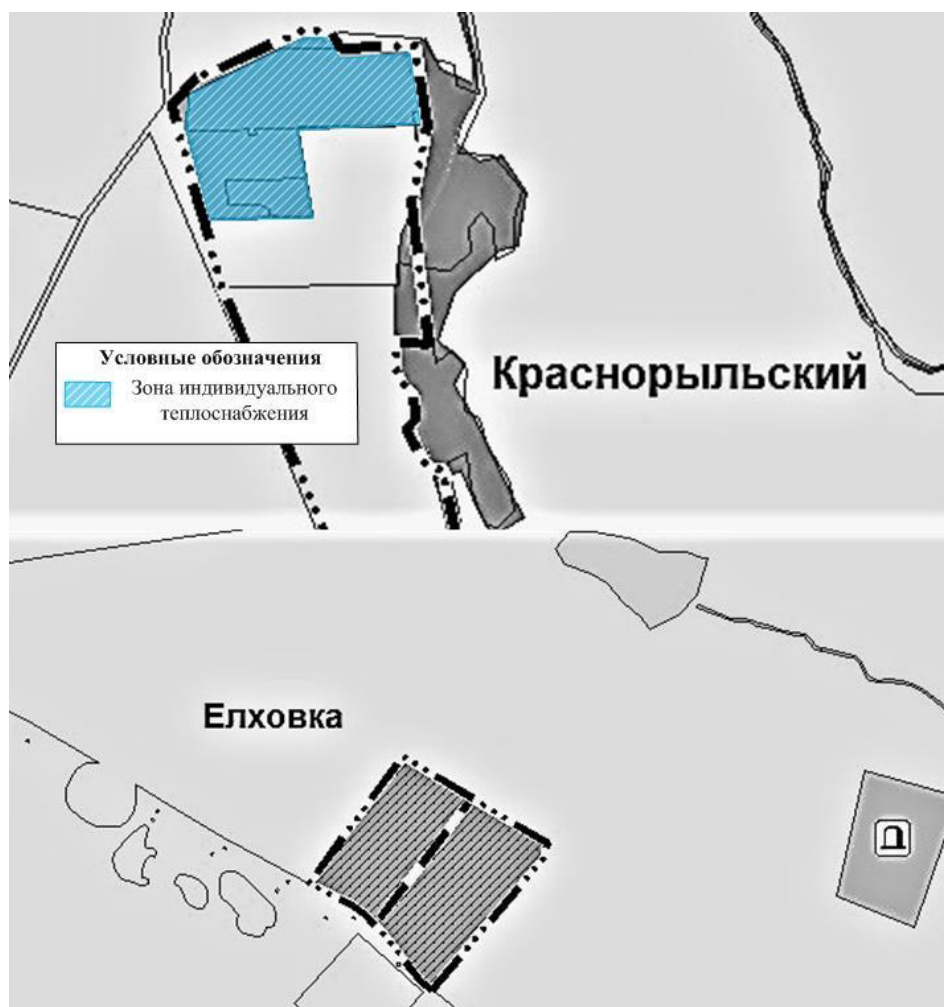 Условные обозначения
Зона индивидуального
теплоснабжения
Краснорыльский
Елховка